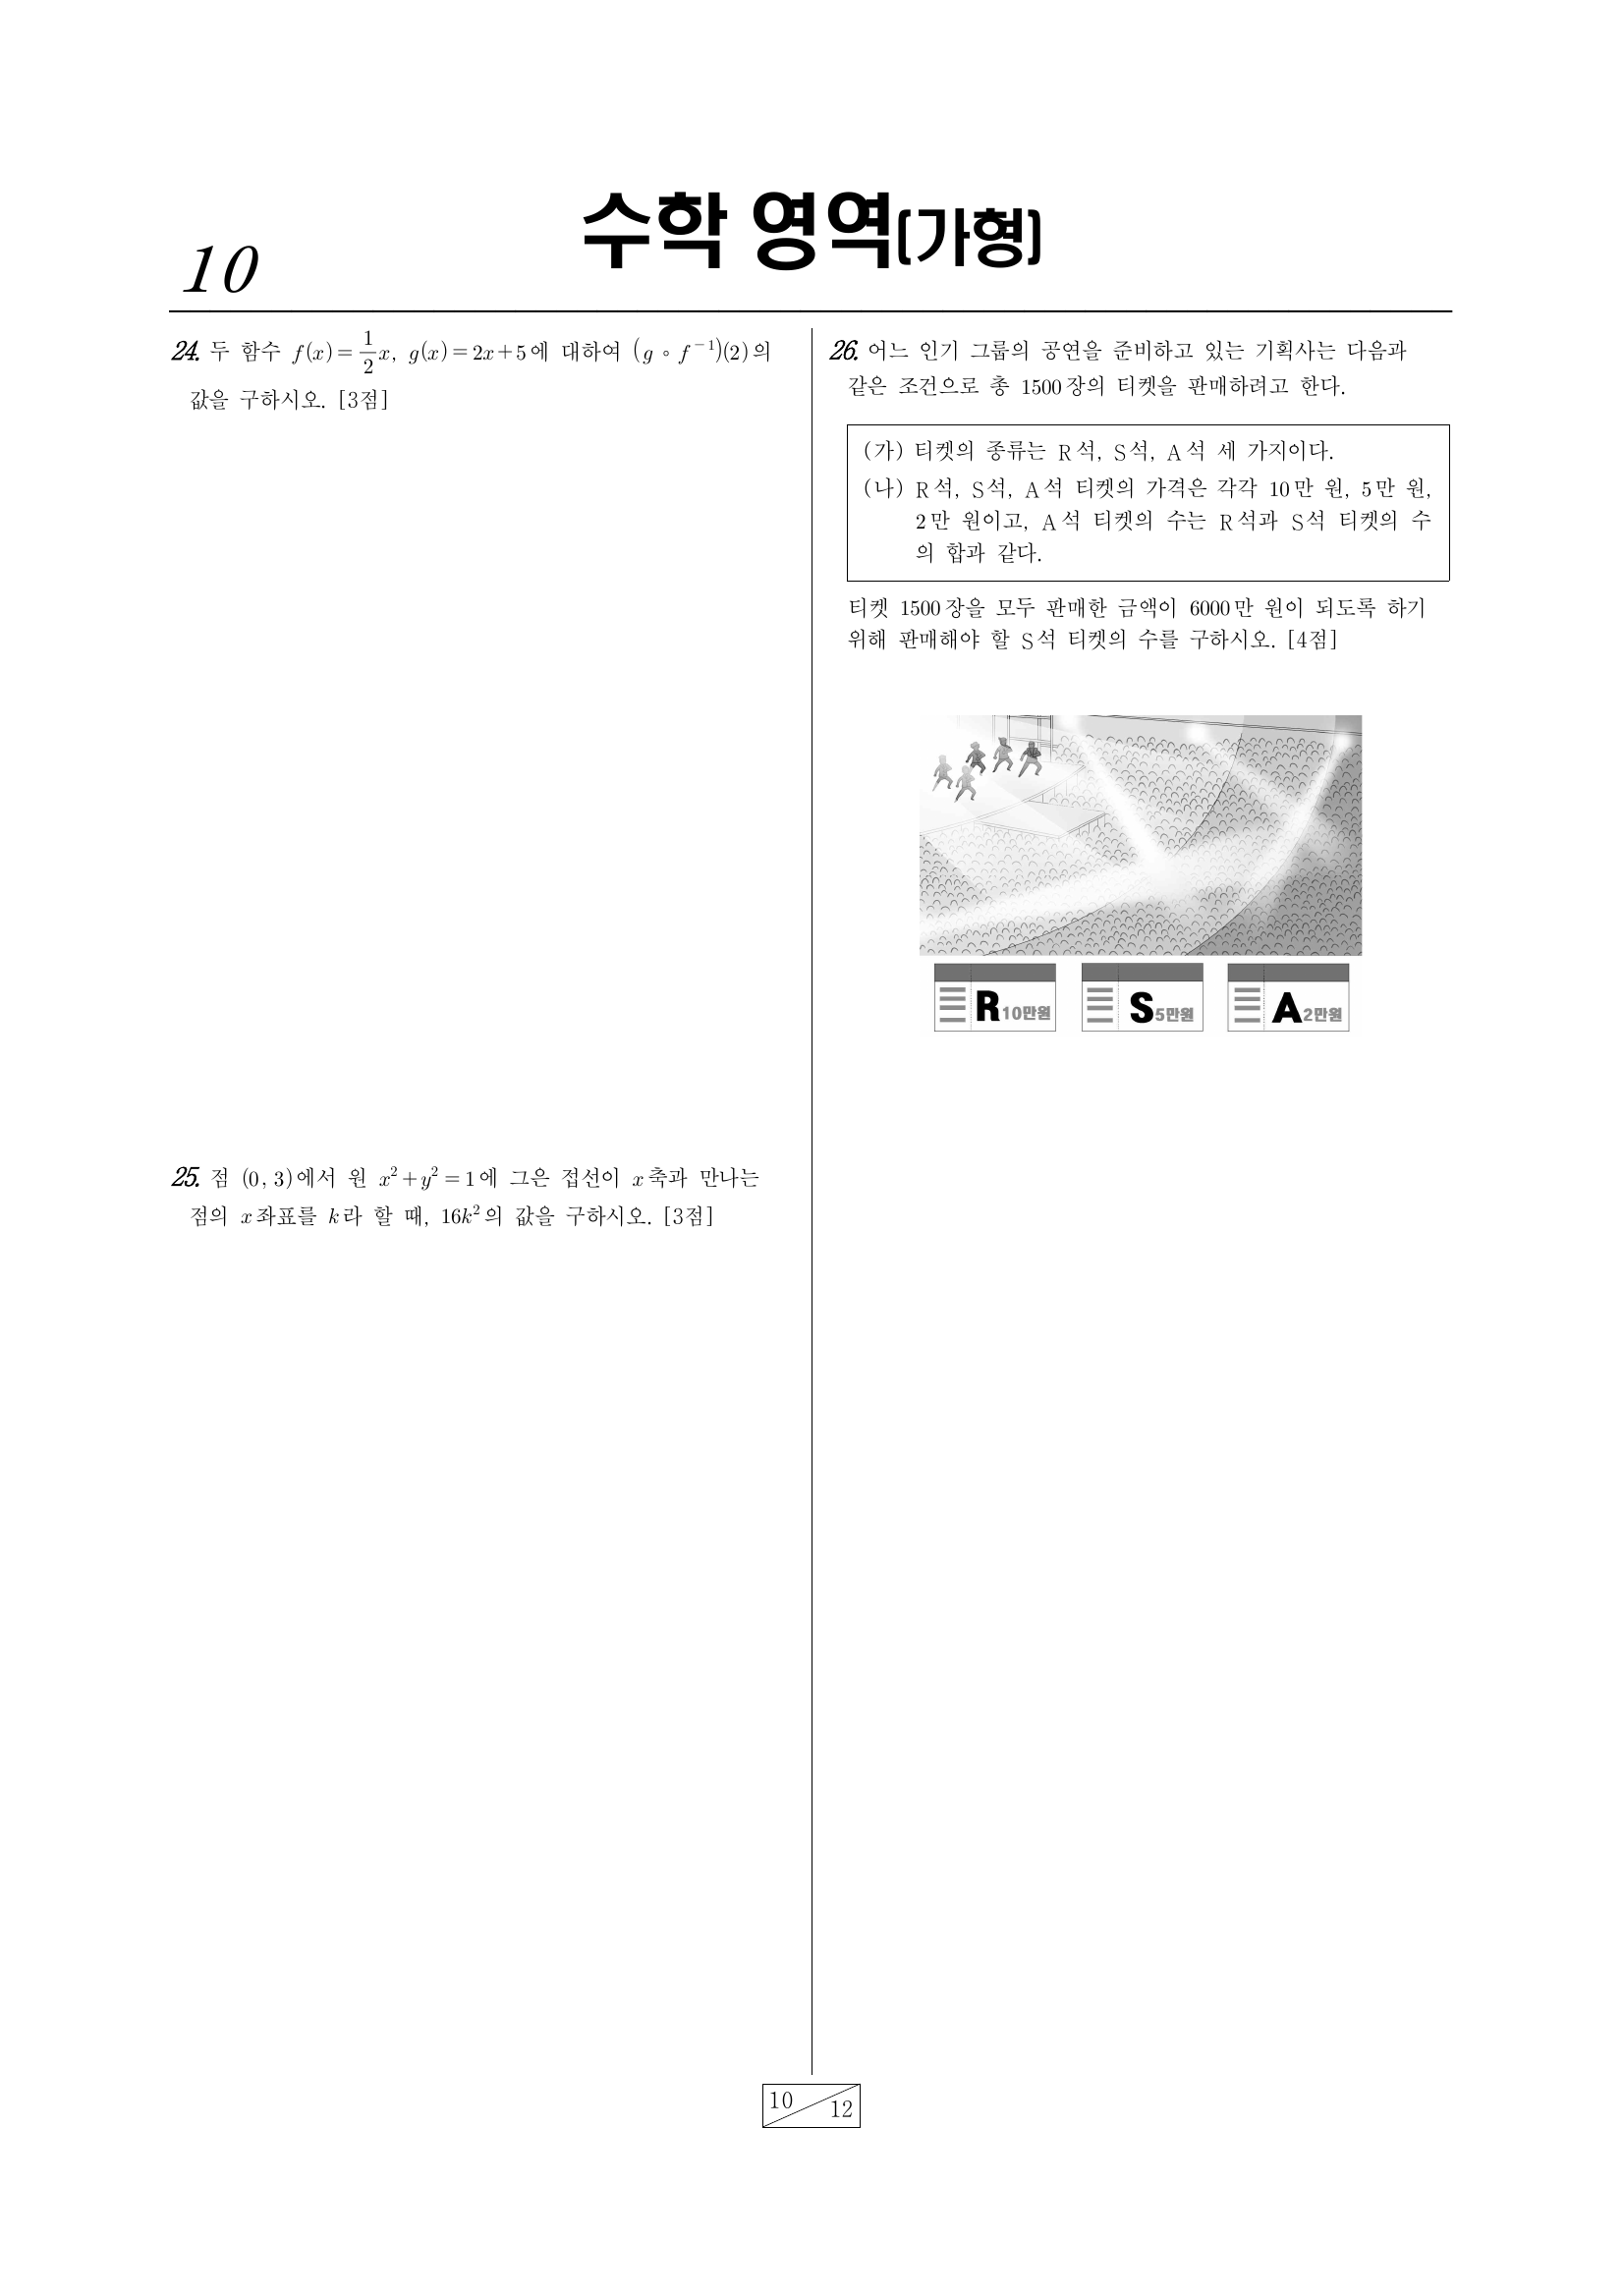 수학 영역(가형)
10
24. 두 함수 f(x)=\frac{1}{2}x, g(x)=2x+5에 대하여 (g∘f⁻¹)(2)의
값을 구하시오. [3점]
25. 점 (0, 3)에서 원 x²+y²=1에 그은 접선이 x축과 만나는
점의 x좌표를 k라 할 때, 16k²의 값을 구하시오. [3점]
26. 어느 인기 그룹의 공연을 준비하고 있는 기획사는 다음과
같은 조건으로 총 1500장의 티켓을 판매하려고 한다.
(가) 티켓의 종류는 R석, S석, A석 세 가지이다.
(나) R석, S석, A석 티켓의 가격은 각각 10만 원, 5만 원,
2만 원이고, A석 티켓의 수는 R석과 S석 티켓의 수
의 합과 같다.
티켓 1500장을 모두 판매한 금액이 6000만 원이 되도록 하기
위해 판매해야 할 S석 티켓의 수를 구하시오. [4점]
R 10만원 S 5만원 A 2만원
10 12